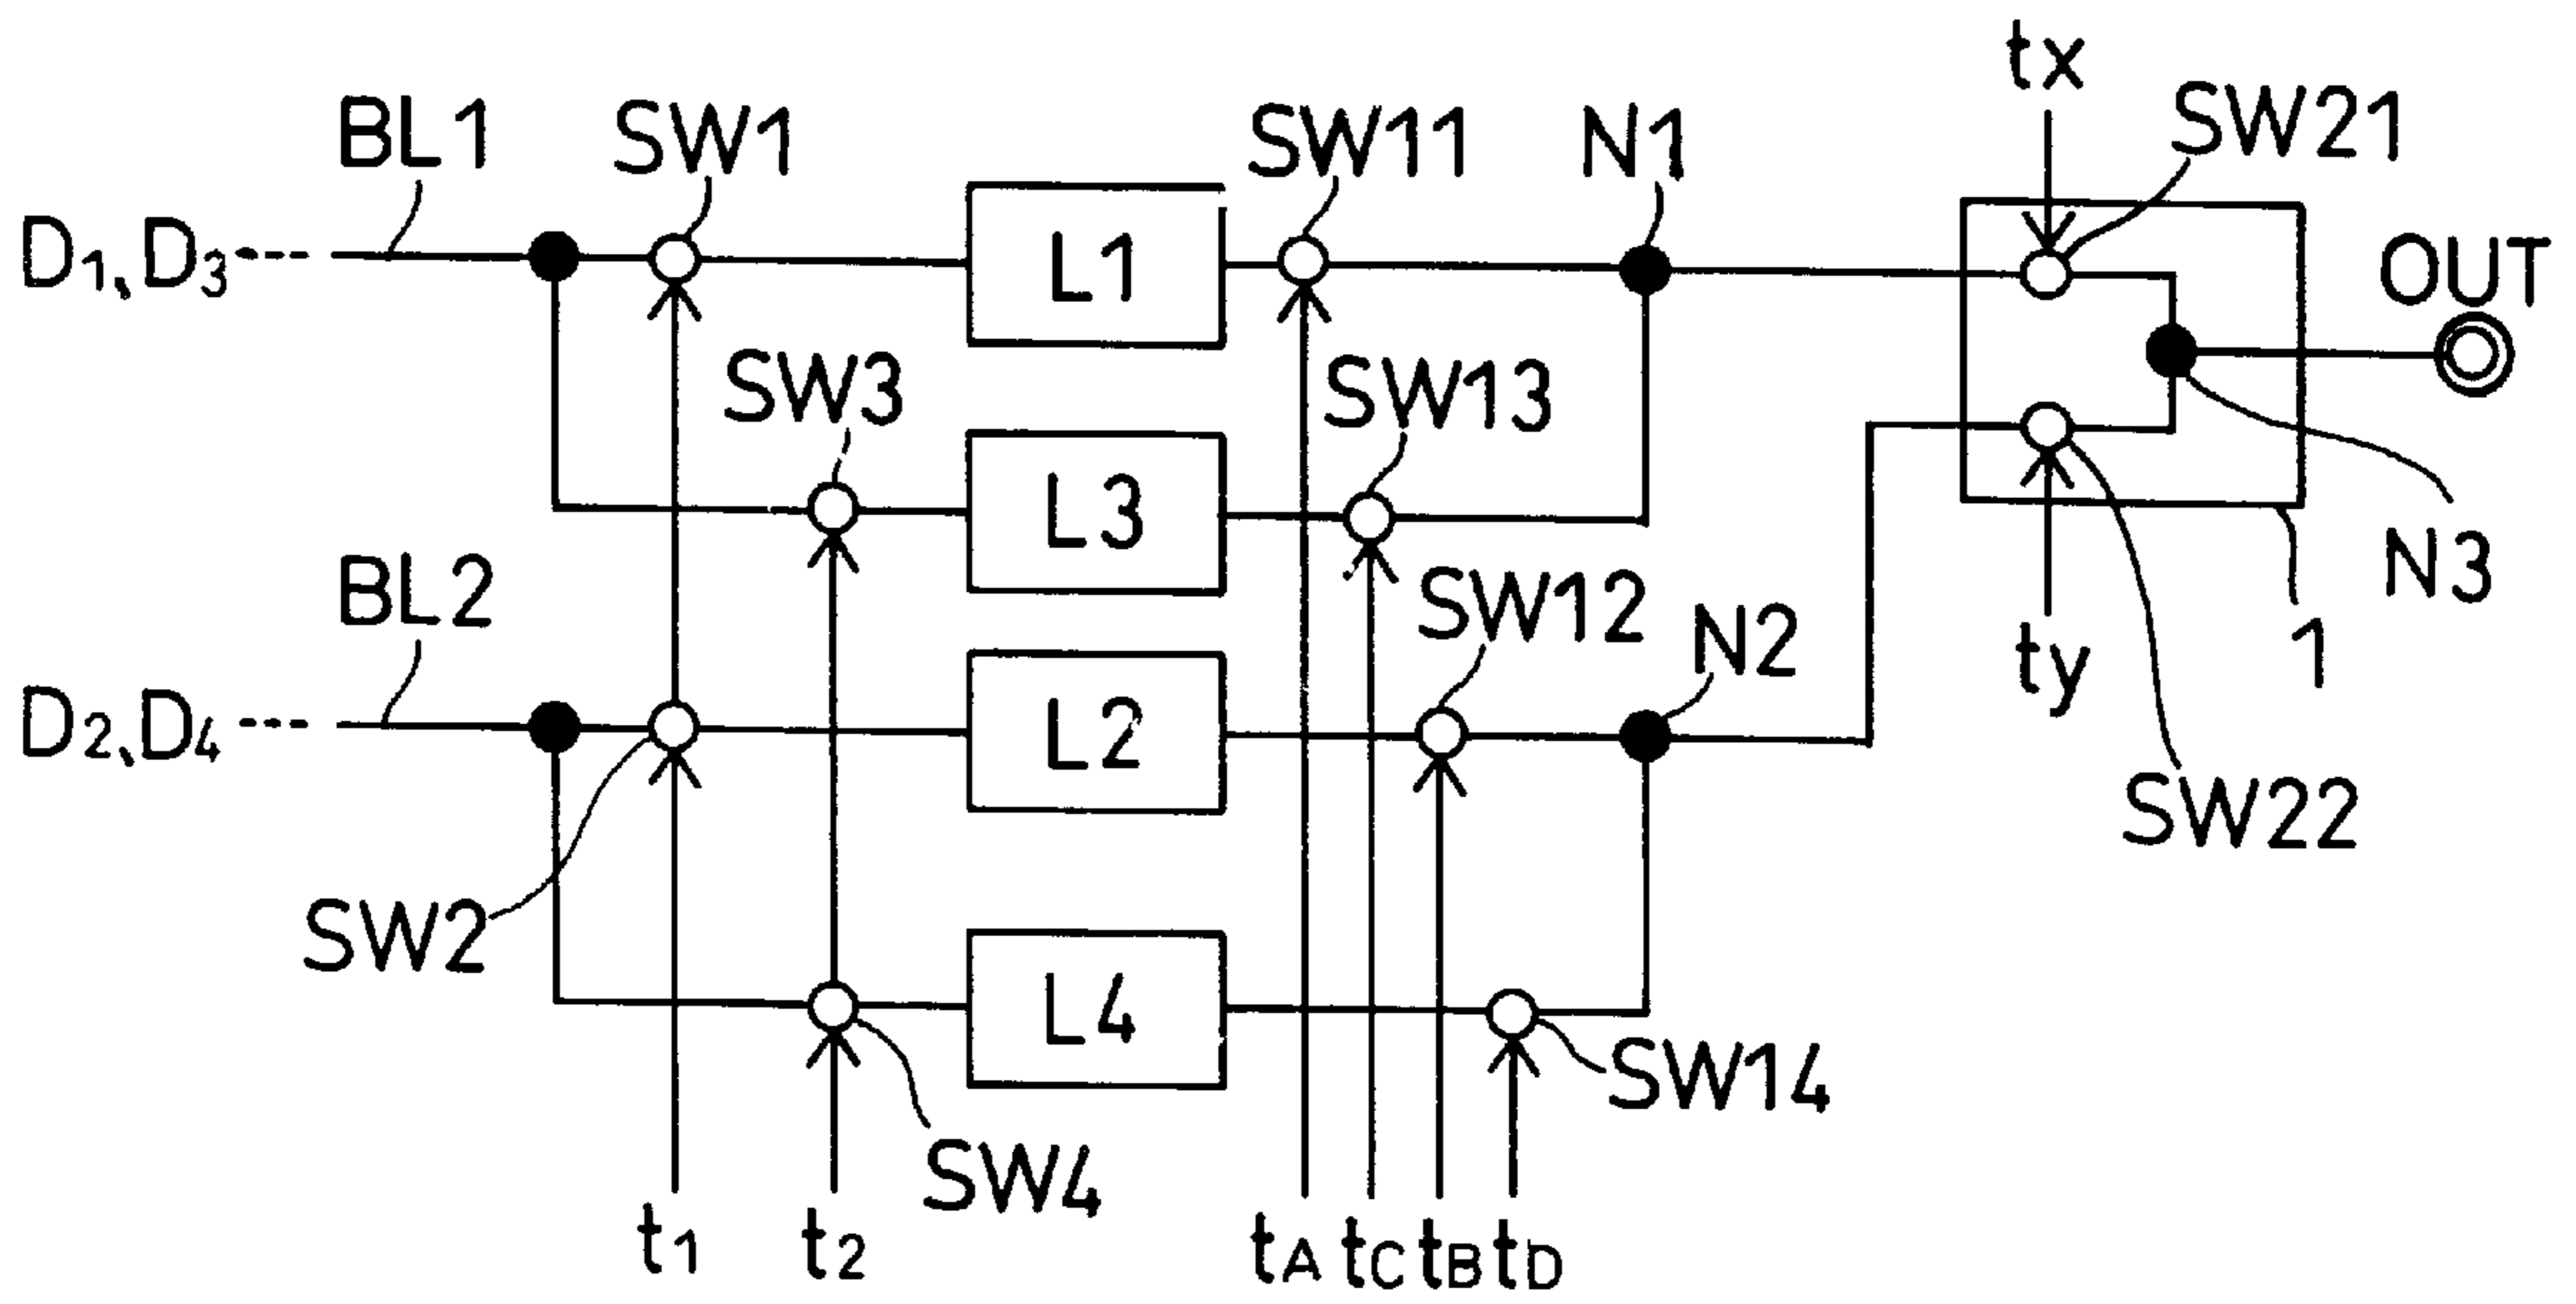 tx
BL1
SW1
SW11
N1
SW21
D1, D3 ----
L1
OUT
SW3
SW13
L3
BL2
SW12
N2
N3
1
ty
D2, D4 ----
L2
SW22
SW2
L4
SW14
SW4
t1
t2
tA
tC
tB
tD